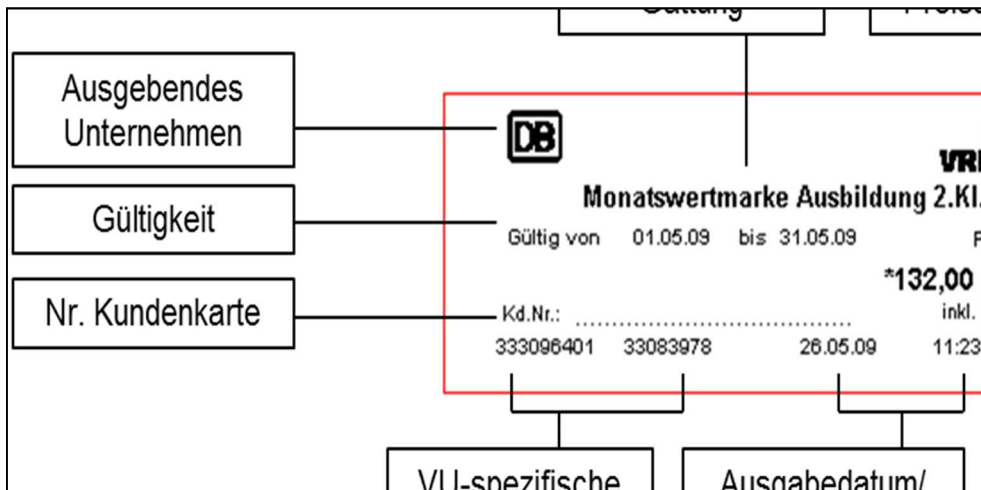 Gattung
Ausgebendes
Unternehmen
DB
Monatswertmarke Ausbildung 2.Kl.
Gültigkeit
Gültig von 01.05.09 bis 31.05.09
*132,00
Nr. Kundenkarte
Kd.Nr.: ........................................ inkl.
333096401 33083978 26.05.09 11:23
VU-spezifische
Ausgabedatum/